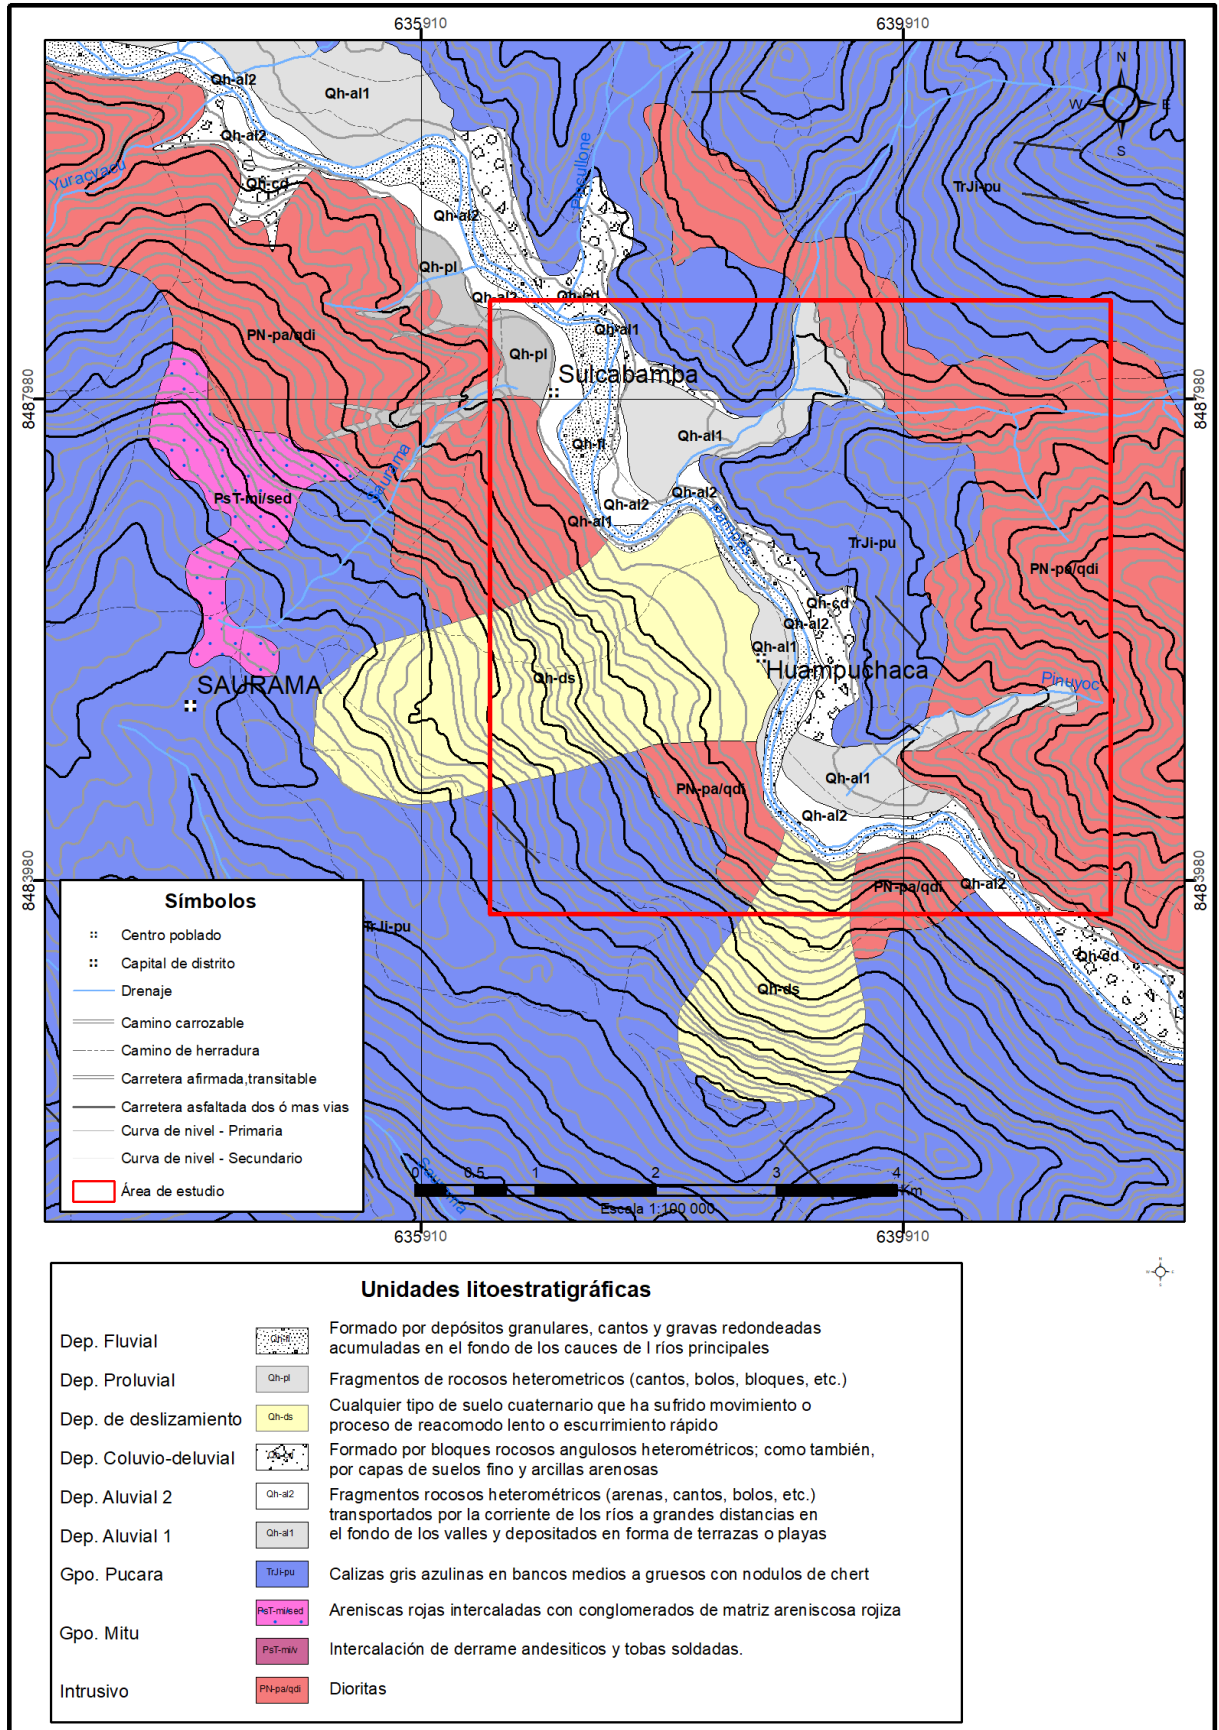 635910
639910
N
W
E
S
Qh-al2
Qh-al1
Qh-al2
Yuracyacu
Qh-cd
Qh-al2
TrJi-pu
Qh-pl
Qh-al2
Qh-cd
Qh-al1
PN-pa/qdi
Qh-pl
Sulcabamba
8487980
8487980
Qh-fl
Qh-al1
Saurama
PsT-mi/sed
Qh-al2
Qh-al2
Qh-al1
Pampas
TrJi-pu
PN-pa/qdi
Qh-cd
Qh-al2
Qh-al1
Huampuchaca
Qh-ds
SAURAMA
Pinuyoc
PN-pa/qdi
Qh-al1
Qh-al2
8483980
8483980
PN-pa/qdi
Qh-al2
TrJi-pu
Qh-cd
Qh-ds
Símbolos
Centro poblado
Capital de distrito
Drenaje
Camino carrozable
Camino de herradura
Carretera afirmada,transitable
Carretera asfaltada dos ó mas vias
Curva de nivel - Primaria
Curva de nivel - Secundario
Área de estudio
Saurama
0 0.5 1 2 3 4
Km
Escala 1:100 000
635910
639910
Unidades litoestratigráficas
Dep. Fluvial
Qh-fl
Formado por depósitos granulares, cantos y gravas redondeadas
acumuladas en el fondo de los cauces de l ríos principales
Dep. Proluvial
Qh-pl
Fragmentos de rocosos heterometricos (cantos, bolos, bloques, etc.)
Dep. de deslizamiento
Qh-ds
Cualquier tipo de suelo cuaternario que ha sufrido movimiento o
proceso de reacomodo lento o escurrimiento rápido
Dep. Coluvio-deluvial
Formado por bloques rocosos angulosos heterométricos; como también,
por capas de suelos fino y arcillas arenosas
Dep. Aluvial 2
Qh-al2
Fragmentos rocosos heterométricos (arenas, cantos, bolos, etc.)
transportados por la corriente de los ríos a grandes distancias en
el fondo de los valles y depositados en forma de terrazas o playas
Dep. Aluvial 1
Qh-al1
Gpo. Pucara
TrJi-pu
Calizas gris azulinas en bancos medios a gruesos con nodulos de chert
Gpo. Mitu
PsT-mi/sed
Areniscas rojas intercaladas con conglomerados de matriz areniscosa rojiza
PsT-mi/v
Intercalación de derrame andesiticos y tobas soldadas.
Intrusivo
PN-pa/qdi
Dioritas